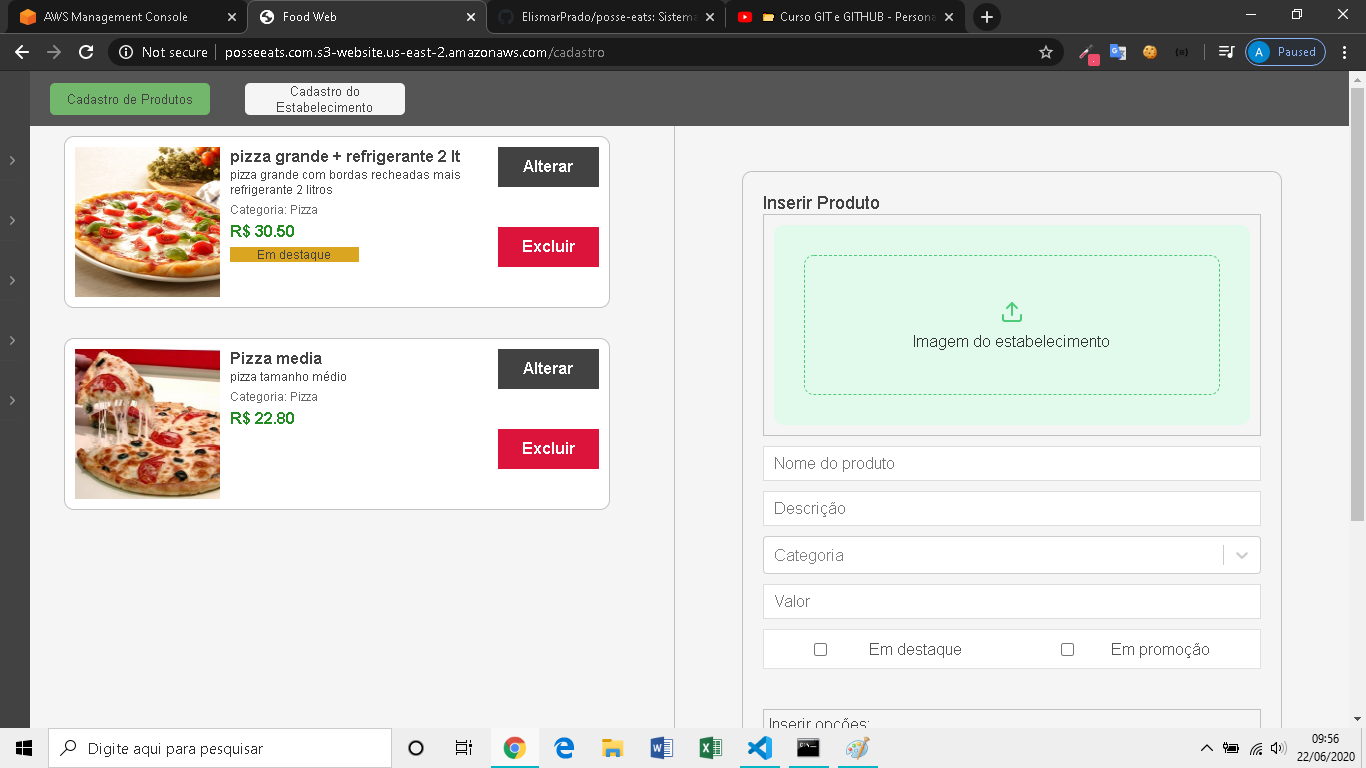 AWS Management Console
Food Web
ElismarPrado/posse-eats: Sistema
Curso GIT e GITHUB - Persona
Not secure
posseeats.com.s3-website.us-east-2.amazonaws.com/cadastro
A
Paused
Cadastro de Produtos
Cadastro do
Estabelecimento
pizza grande + refrigerante 2 lt
pizza grande com bordas recheadas mais
refrigerante 2 litros
Categoria: Pizza
R$ 30.50
Em destaque
Alterar
Excluir
Pizza media
pizza tamanho médio
Categoria: Pizza
R$ 22.80
Alterar
Excluir
Inserir Produto
Imagem do estabelecimento
Nome do produto
Descrição
Categoria
Valor
Em destaque
Em promoção
Inserir opções:
Digite aqui para pesquisar
09:56
22/06/2020